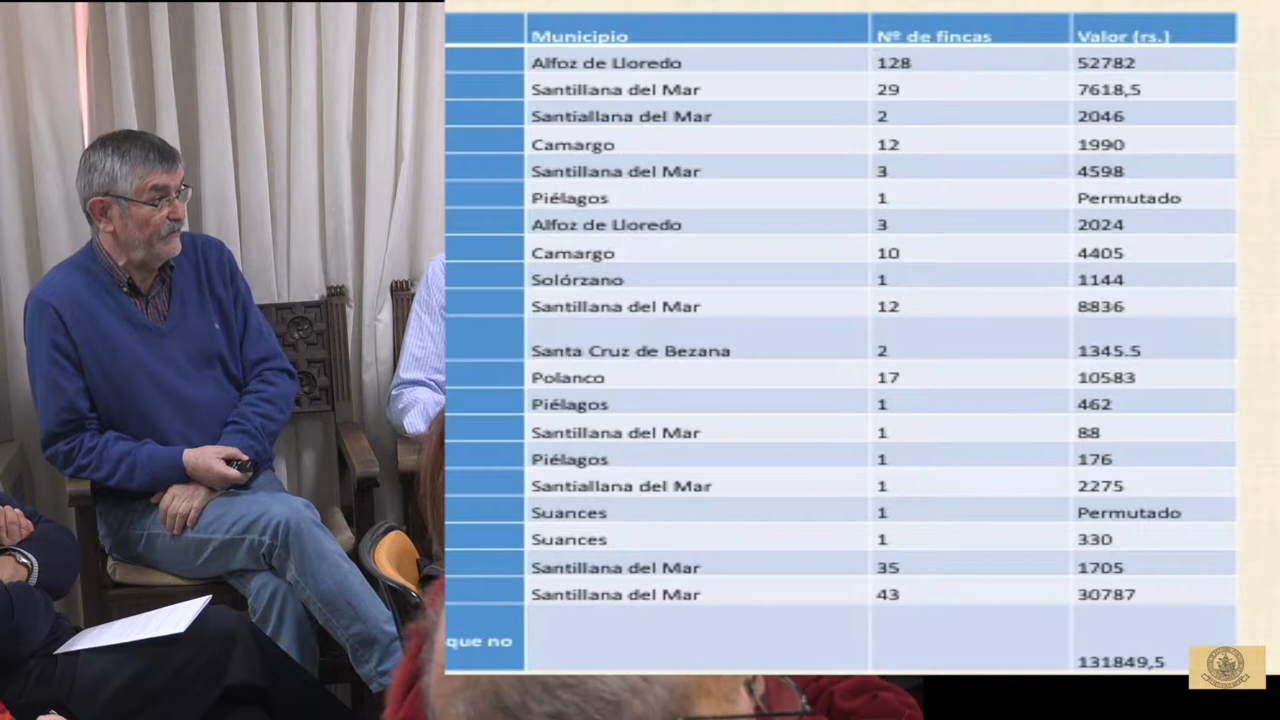 Municipio Nº de fincas Valor (rs.)
Alfoz de Lloredo 128 52782
Santillana del Mar 29 7618,5
Santiallana del Mar 2 2046
Camargo 12 1990
Santillana del Mar 3 4598
Piélagos 1 Permutado
Alfoz de Lloredo 3 2024
Camargo 10 4405
Solórzano 1 1144
Santillana del Mar 12 8836
Santa Cruz de Bezana 2 1345.5
Polanco 17 10583
Piélagos 1 462
Santillana del Mar 1 88
Piélagos 1 176
Santiallana del Mar 1 2275
Suances 1 Permutado
Suances 1 330
Santillana del Mar 35 1705
Santillana del Mar 43 30787
que no
131849,5